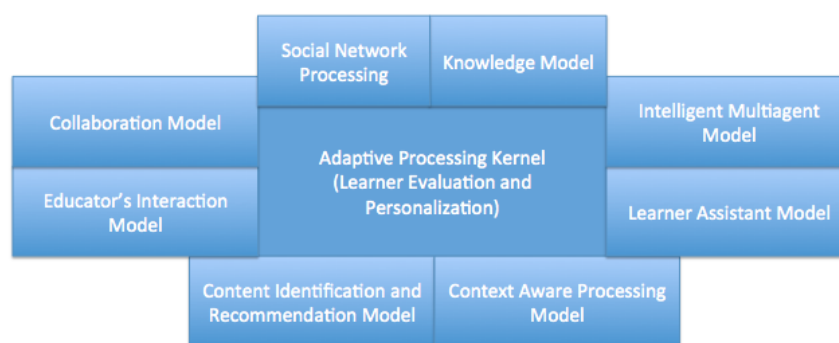 Social Network
Processing
Knowledge Model
Collaboration Model
Intelligent Multiagent
Model
Adaptive Processing Kernel
(Learner Evaluation and
Personalization)
Educator's Interaction
Model
Learner Assistant Model
Content Identification and
Recommendation Model
Context Aware Processing
Model